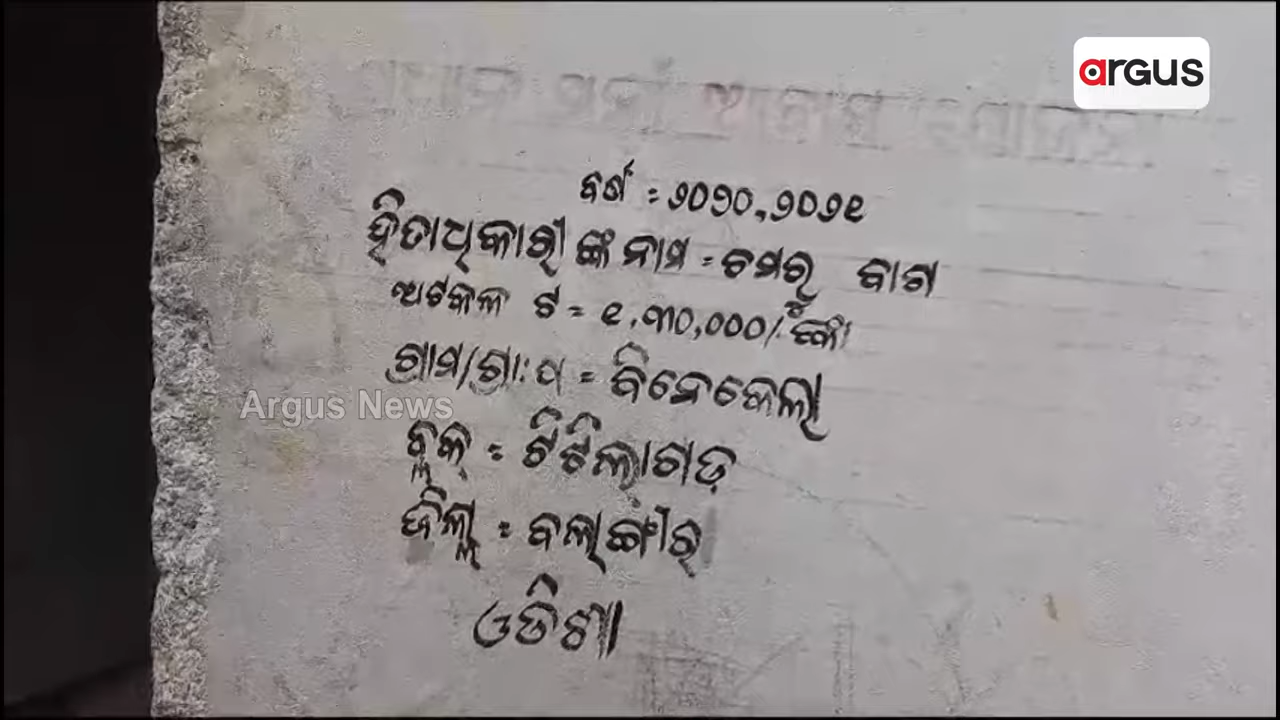 argus
ବର୍ଷ : ୨୦୨୦,୨୦୨୧
ହିତାଧିକାରୀ ଙ୍କ ନାମ = ଚମରୁ ବାଗ
ଅଟକଳ ଟ = ୧,୩୦,୦୦୦/ ଙ୍କା
ଗ୍ରାମ/ଗ୍ରା: ପ = ବିନେକେଲା
Argus News
ବ୍ଲକ୍ = ଟିଟିଲାଗଡ଼
ଜିଲ୍ଲା = ବଲାଙ୍ଗୀର
ଓଡିଶା